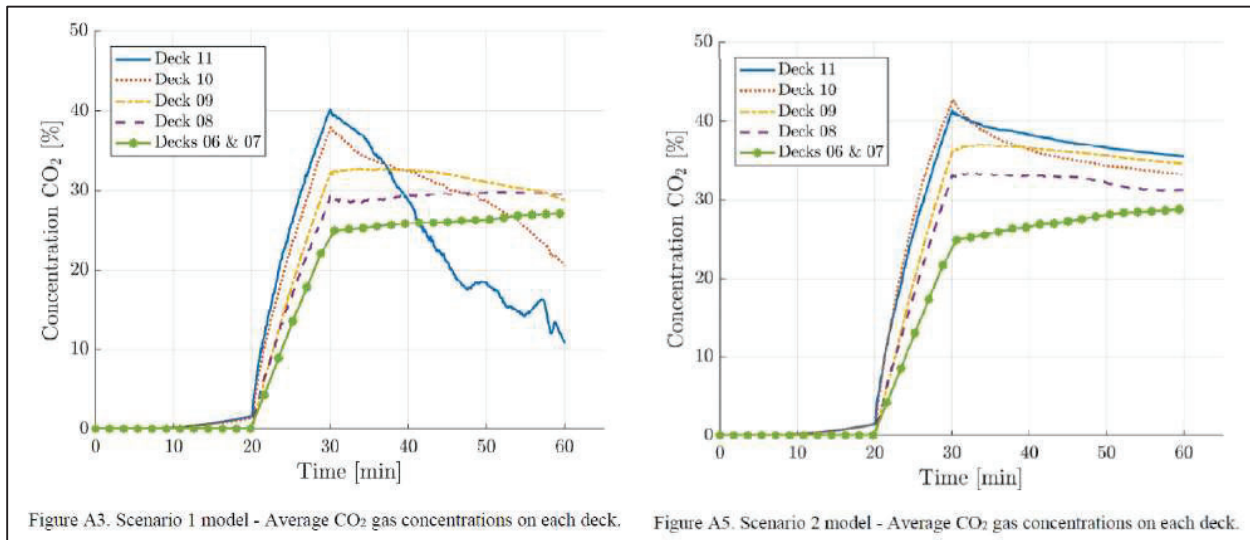 50
40
30
20
10
0
Concentration CO2 [%]
Deck 11
Deck 10
Deck 09
Deck 08
Decks 06 & 07
0 10 20 30 40 50 60
Time [min]
Figure A3. Scenario 1 model - Average CO2 gas concentrations on each deck.
50
40
30
20
10
0
Concentration CO2 [%]
Deck 11
Deck 10
Deck 09
Deck 08
Decks 06 & 07
0 10 20 30 40 50 60
Time [min]
Figure A5. Scenario 2 model - Average CO2 gas concentrations on each deck.